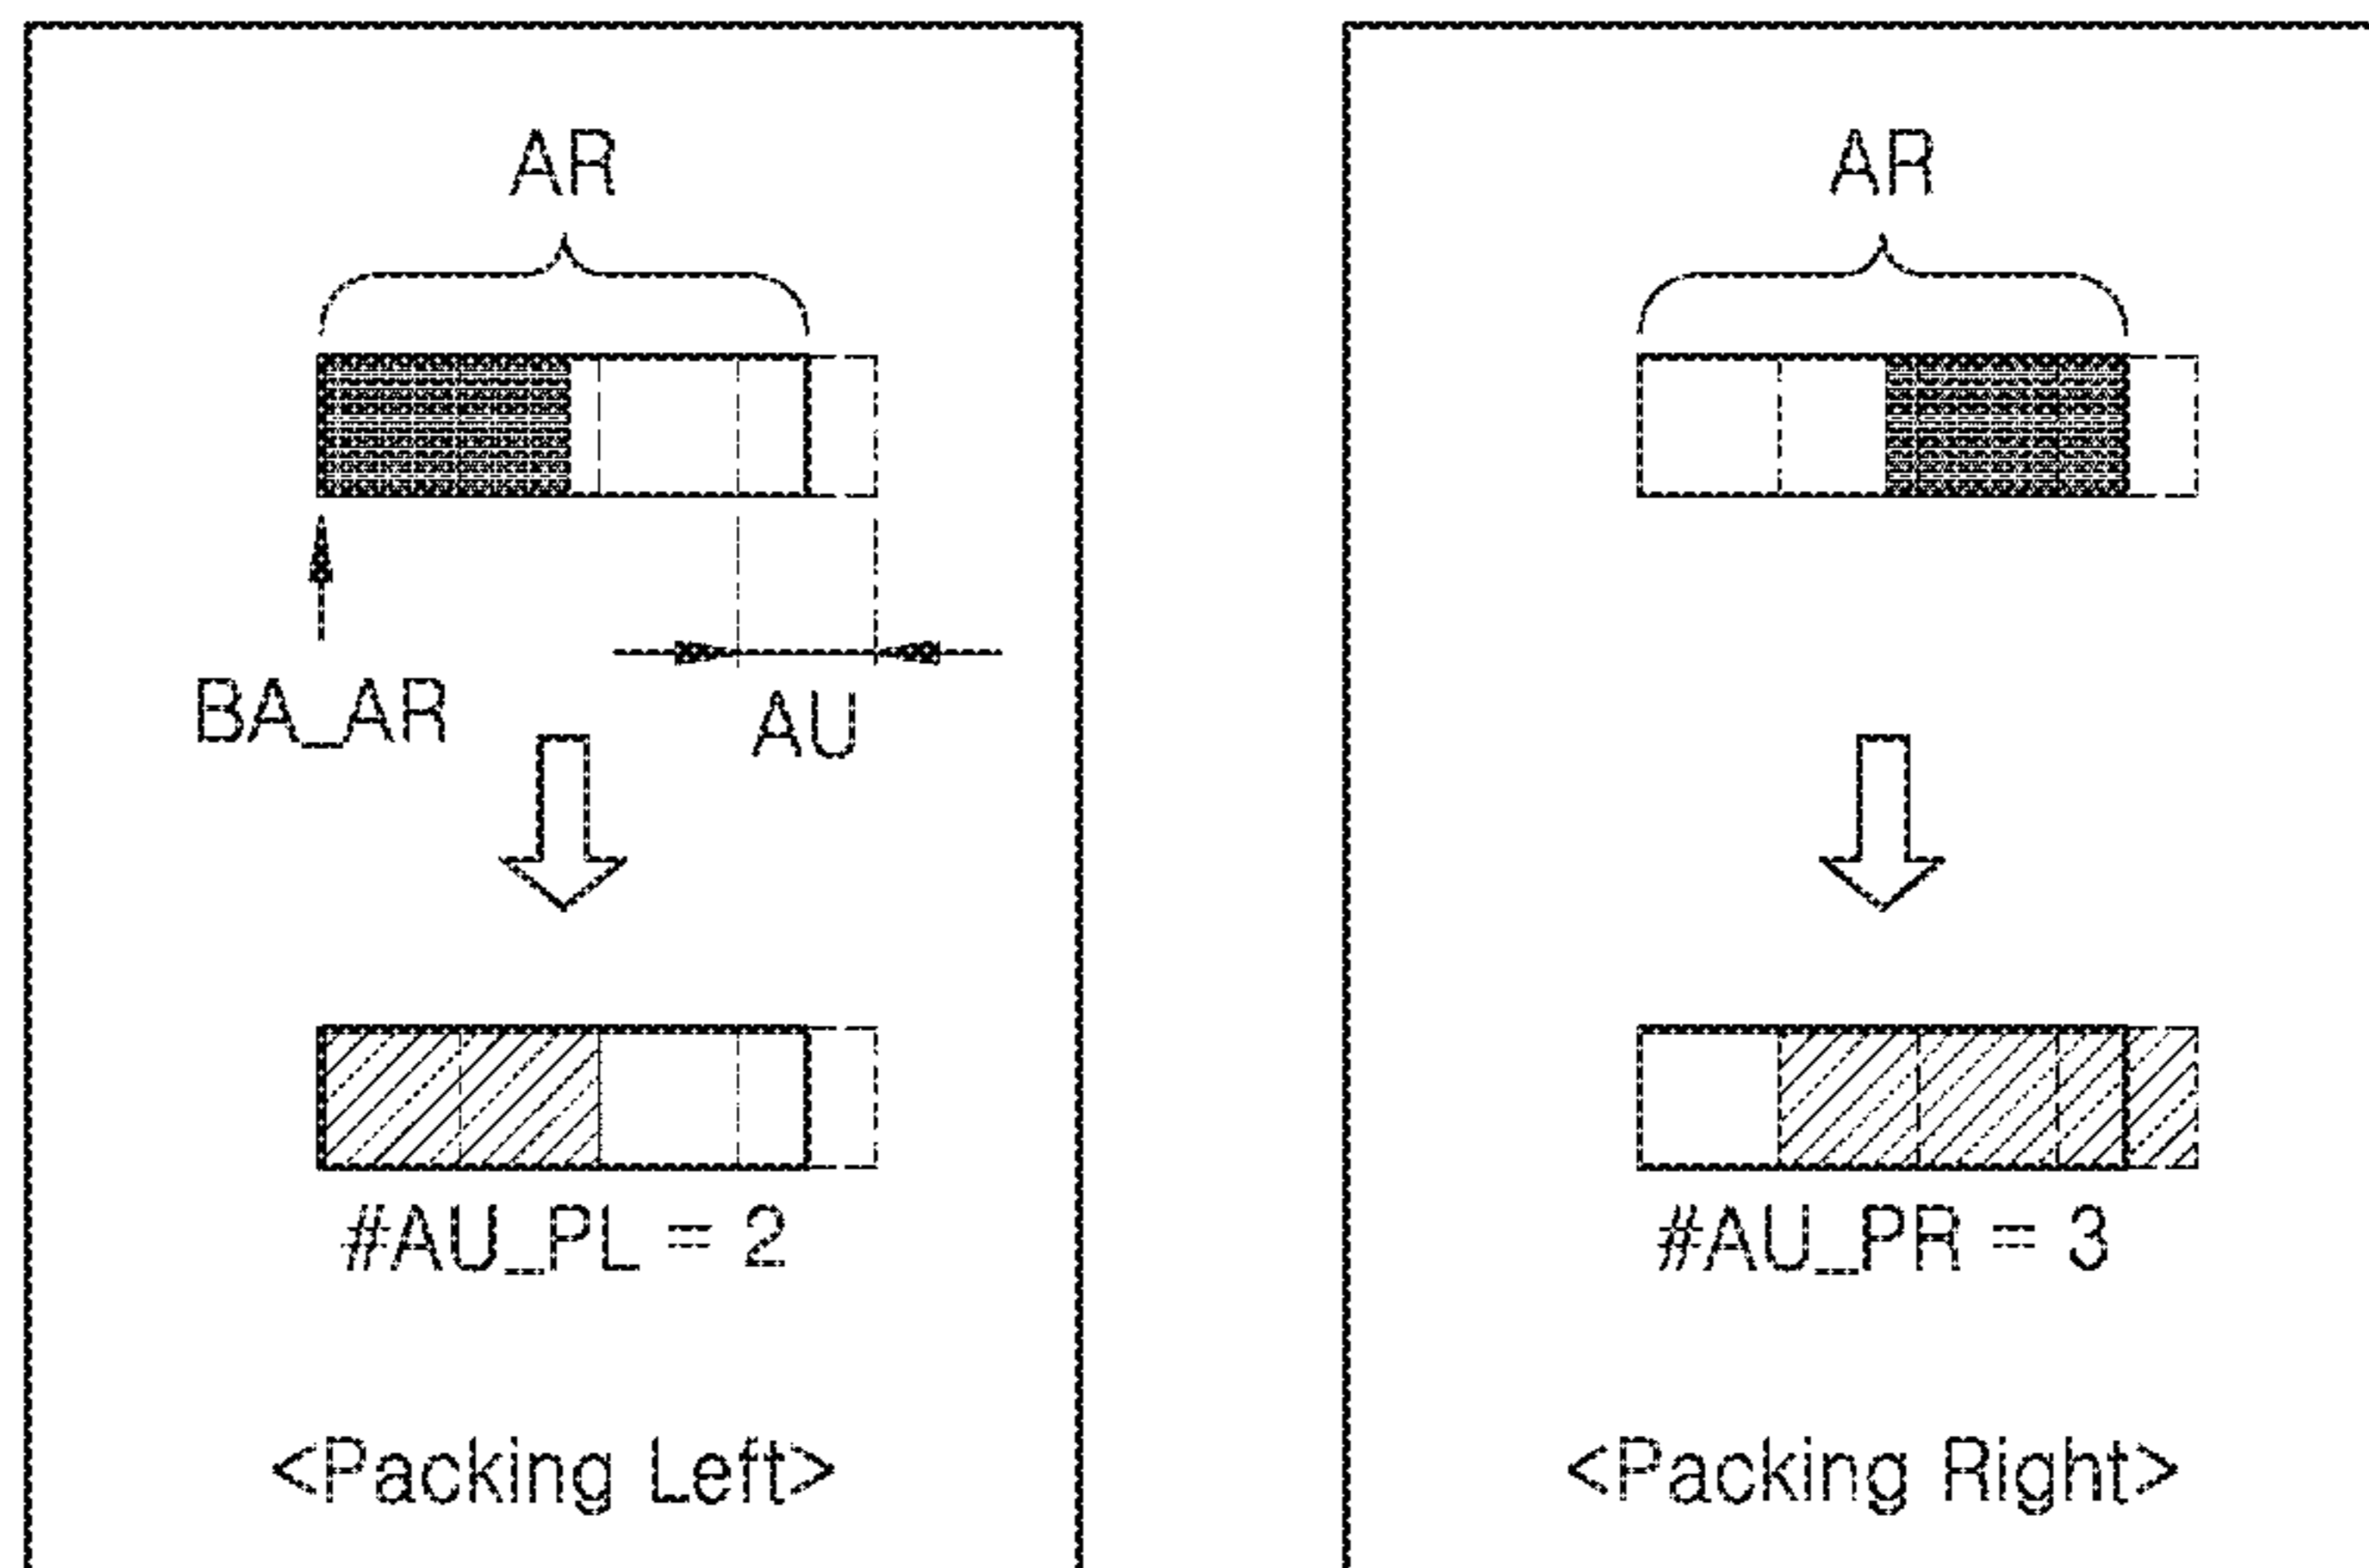 AR
BA_AR
AU
#AU_PL = 2
<Packing Left>
AR
#AU_PR = 3
<Packing Right>